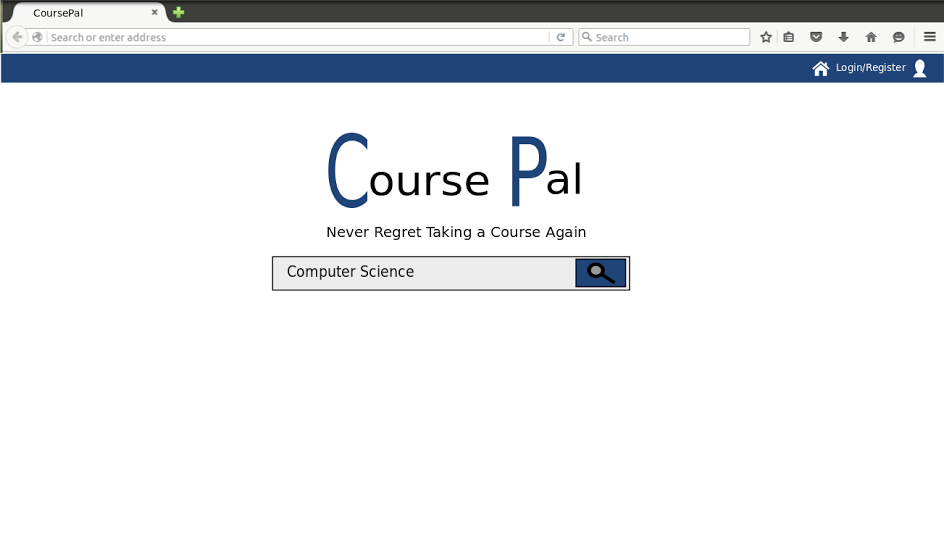 CoursePal
Search or enter address
Search
Login/Register
Course Pal
Never Regret Taking a Course Again
Computer Science